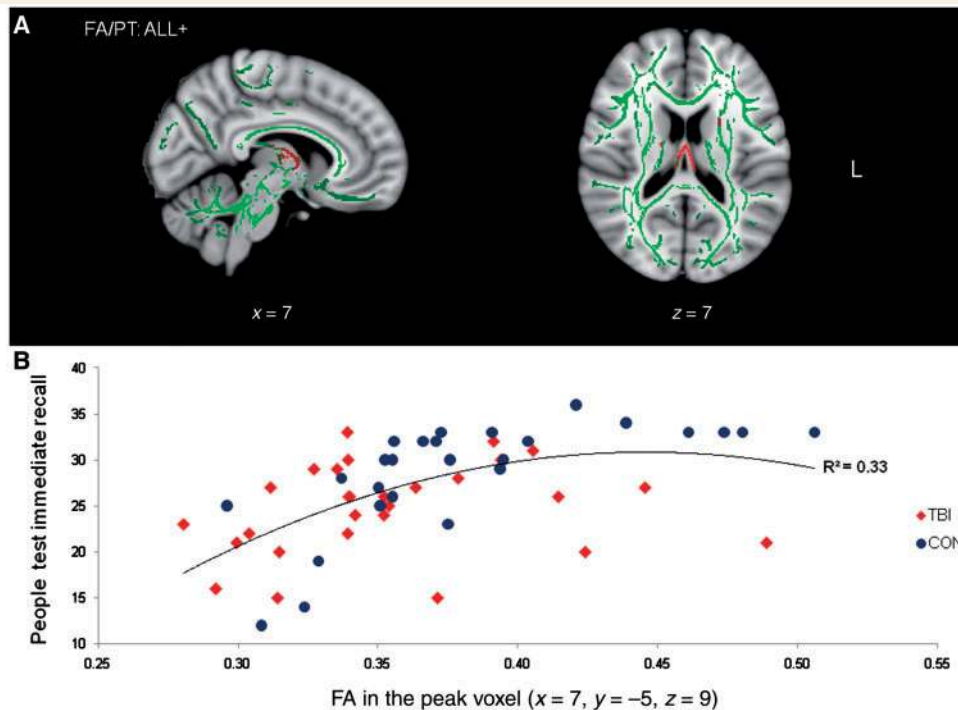 A
FA/PT: ALL+
L
x = 7
z = 7
B
40
35
30
25
20
15
10
People test immediate recall
R² = 0.33
TBI
CON
0.25
0.30
0.35
0.40
0.45
0.50
0.55
FA in the peak voxel (x = 7, y = –5, z = 9)